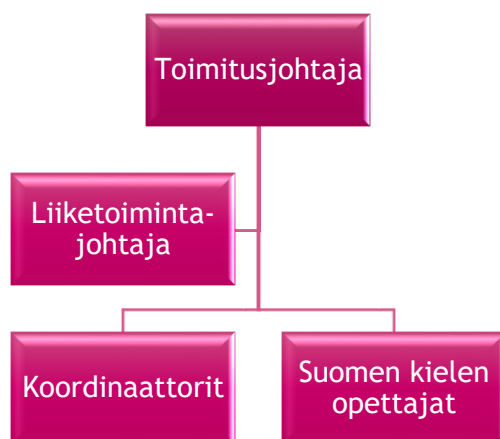 Toimitusjohtaja
Liiketoiminta-
johtaja
Koordinaattorit
Suomen kielen
opettajat